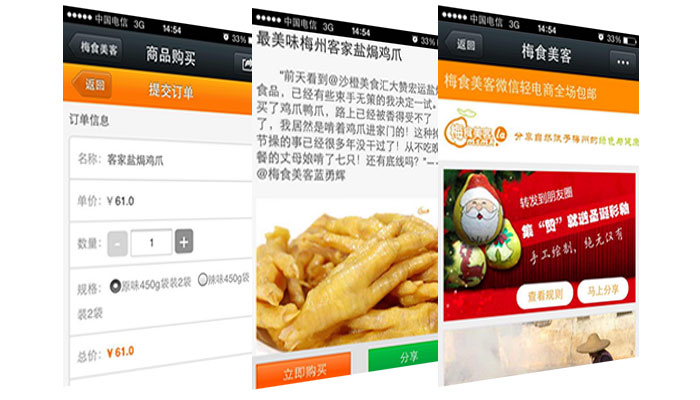 中国电信 3G 14:54 33%
梅食美客
商品购买
返回
提交订单
订单信息
名称: 客家盐焗鸡爪
单价: ¥61.0
数量: - 1 +
规格: 原味450g袋装2袋 辣味450g袋
装2袋
总价: ¥61.0
中国电信 3G 14:54 33%
最美味梅州客家盐焗鸡爪
"前天看到@沙橙美食汇大赞宏运盐
食品，已经有些束手无策的我决定一试，
买了鸡爪鸭爪，路上已经被香得受不了
了，我居然是啃着鸡爪进家门的！这种
节操的事已经很多年没干过了！从不吃
餐的丈母娘啃了七只！还有底线吗？"--
@梅食美客蓝勇辉
立即购买
分享
中国电信 3G 14:54 33%
返回
梅食美客
梅食美客微信轻电商全场包邮
梅食美客 la
分享自然赋予梅州的绿色与健康
转发到朋友圈
集“赞”就送圣诞彩釉
手工绘制，绝无仅有
查看规则
马上分享